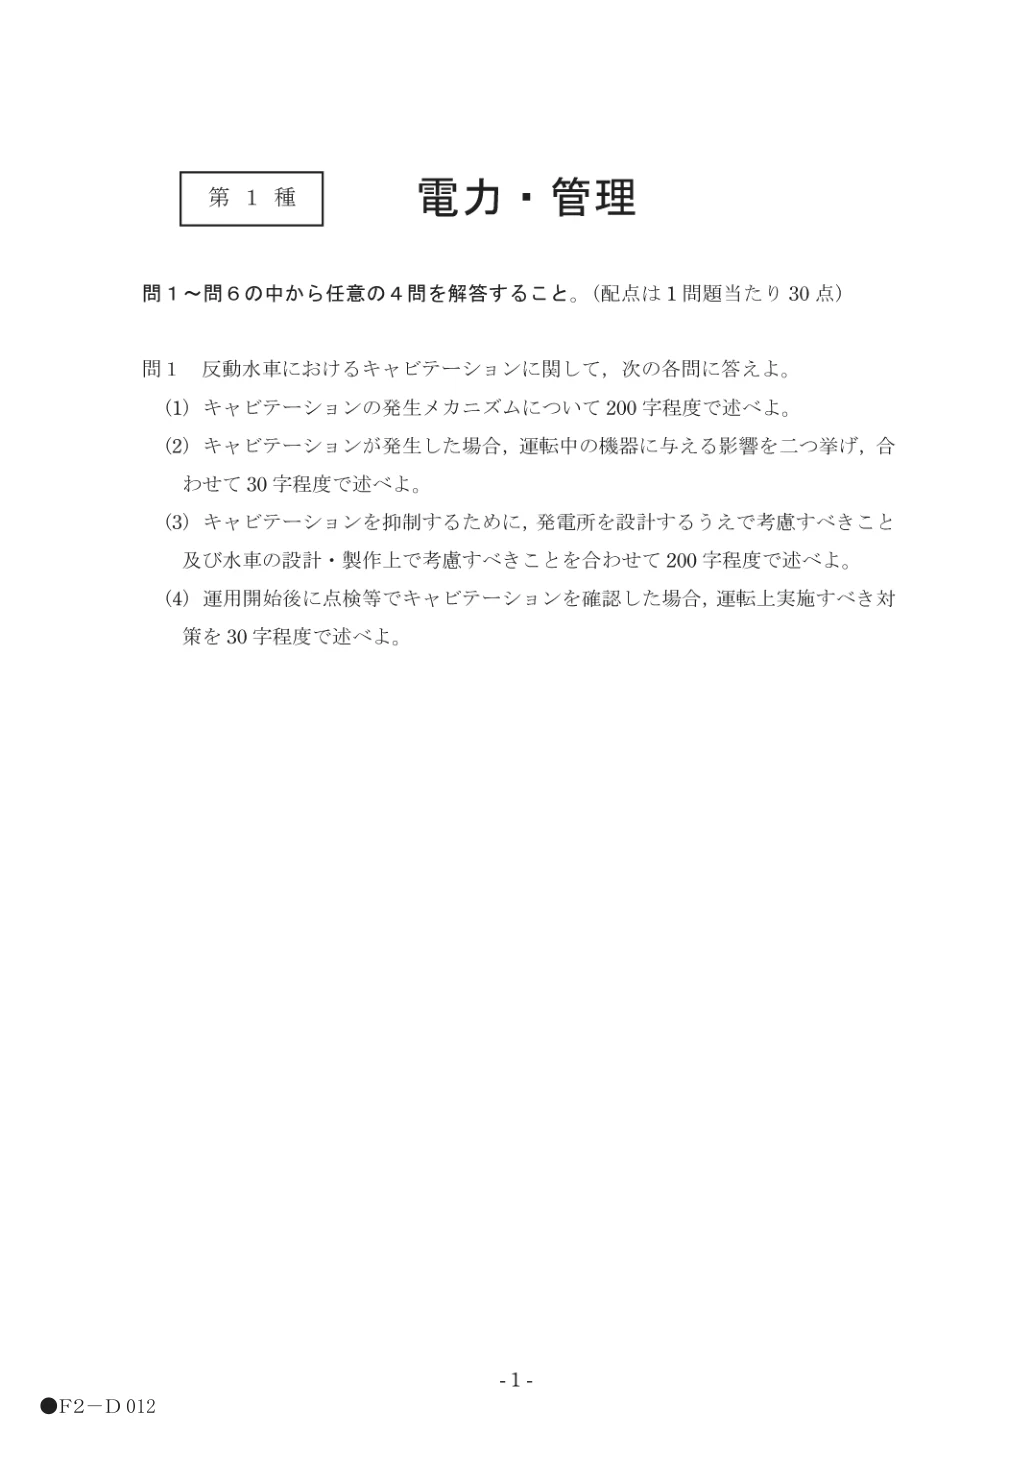 第 1 種
電力・管理
問１～問６の中から任意の４問を解答すること。（配点は 1 問題当たり 30 点）
問 1　反動水車におけるキャビテーションに関して，次の各問に答えよ。
(1) キャビテーションの発生メカニズムについて 200 字程度で述べよ。
(2) キャビテーションが発生した場合，運転中の機器に与える影響を二つ挙げ，合
わせて 30 字程度で述べよ。
(3) キャビテーションを抑制するために，発電所を設計するうえで考慮すべきこと
及び水車の設計・製作上で考慮すべきことを合わせて 200 字程度で述べよ。
(4) 運用開始後に点検等でキャビテーションを確認した場合，運転上実施すべき対
策を 30 字程度で述べよ。
- 1 -
●F2－D 012